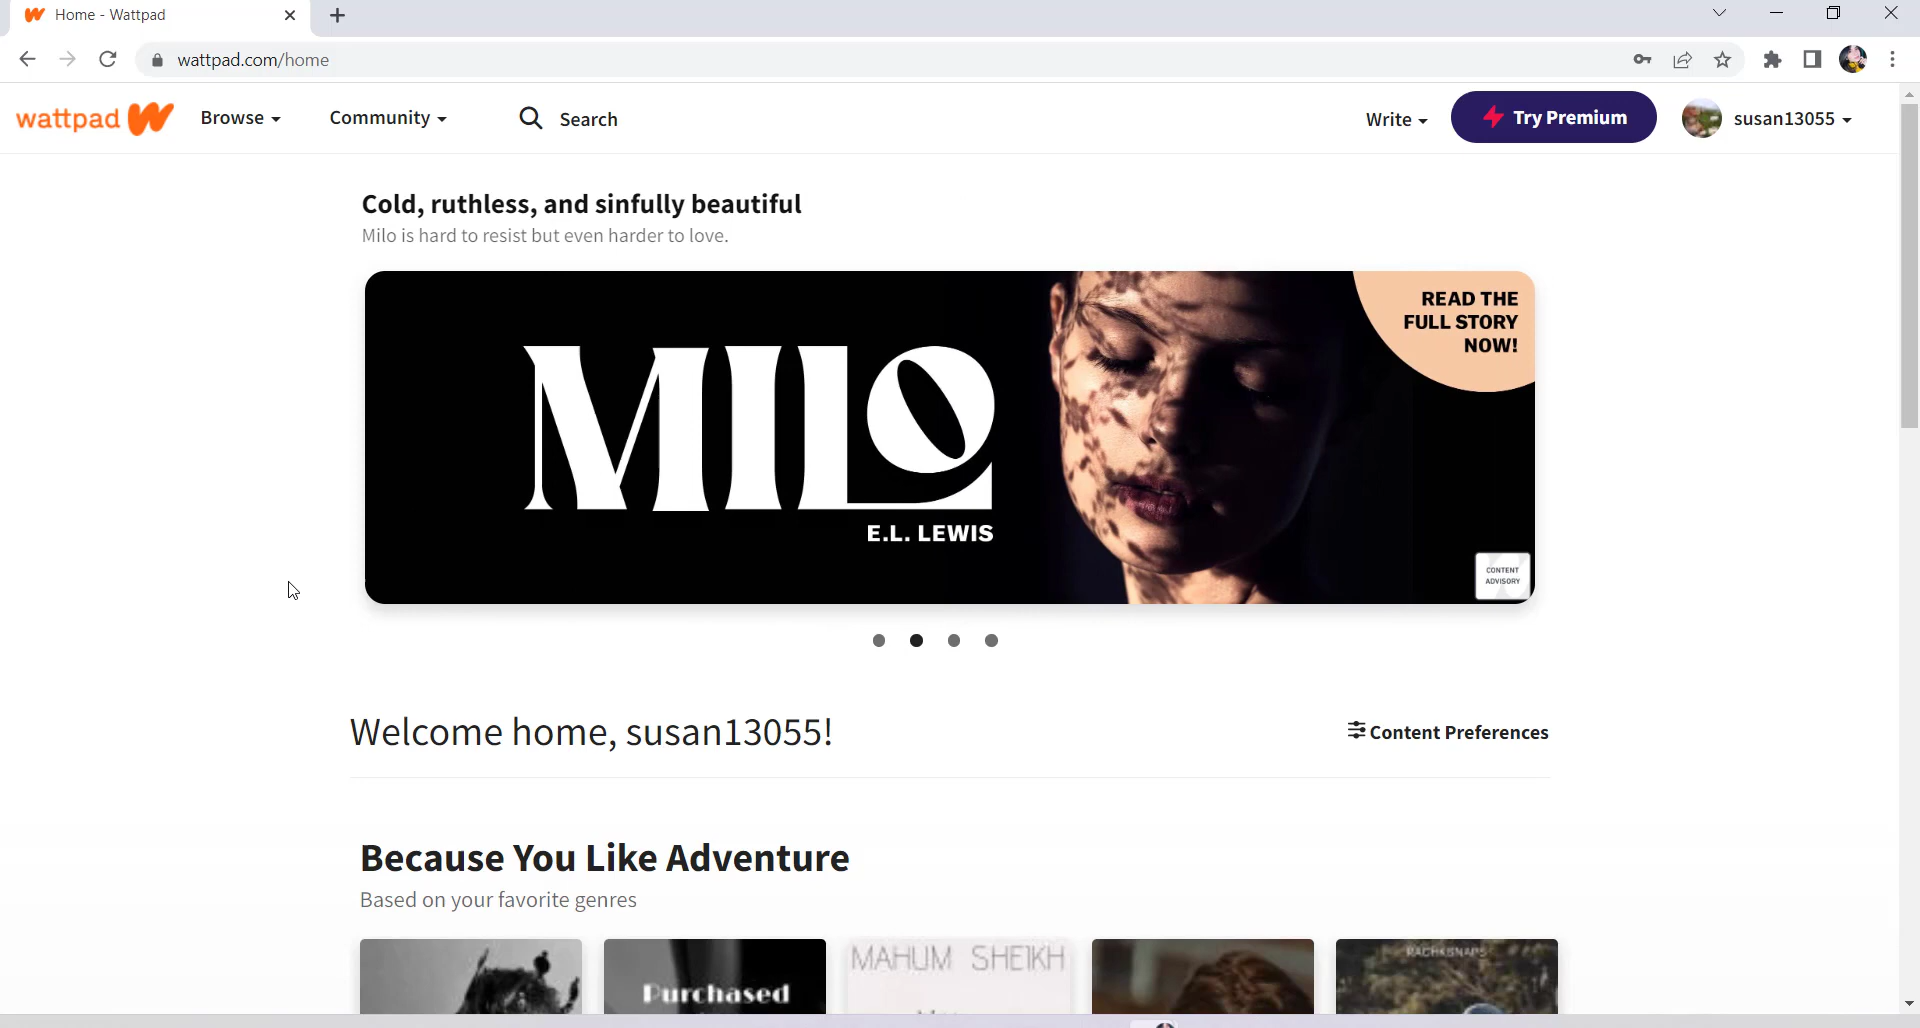 Home - Wattpad
wattpad.com/home
wattpad
Browse
Community
Search
Write
Try Premium
susan13055
Cold, ruthless, and sinfully beautiful
Milo is hard to resist but even harder to love.
MILO
E.L. LEWIS
READ THE
FULL STORY
NOW!
CONTENT
ADVISORY
Welcome home, susan13055!
Content Preferences
Because You Like Adventure
Based on your favorite genres
Purchased
MAHUM SHEIKH